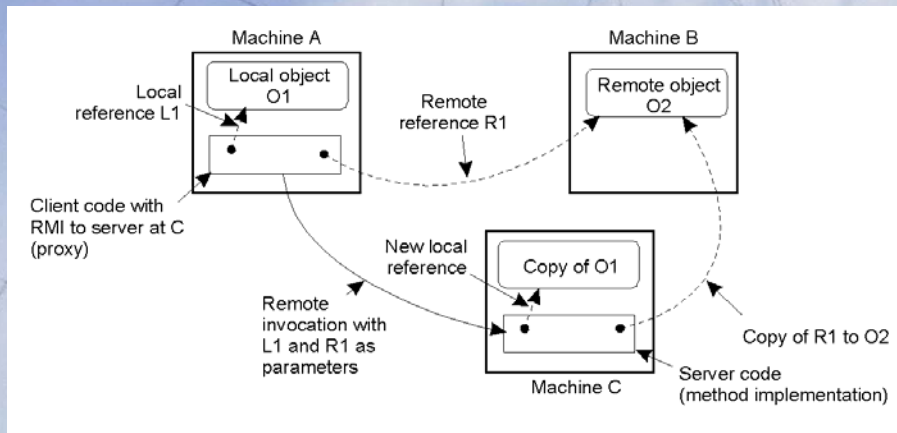 Machine A
Machine B
Local object
O1
Remote object
O2
Local
reference L1
Remote
reference R1
Client code with
RMI to server at C
(proxy)
New local
reference
Copy of O1
Remote
invocation with
L1 and R1 as
parameters
Copy of R1 to O2
Server code
(method implementation)
Machine C